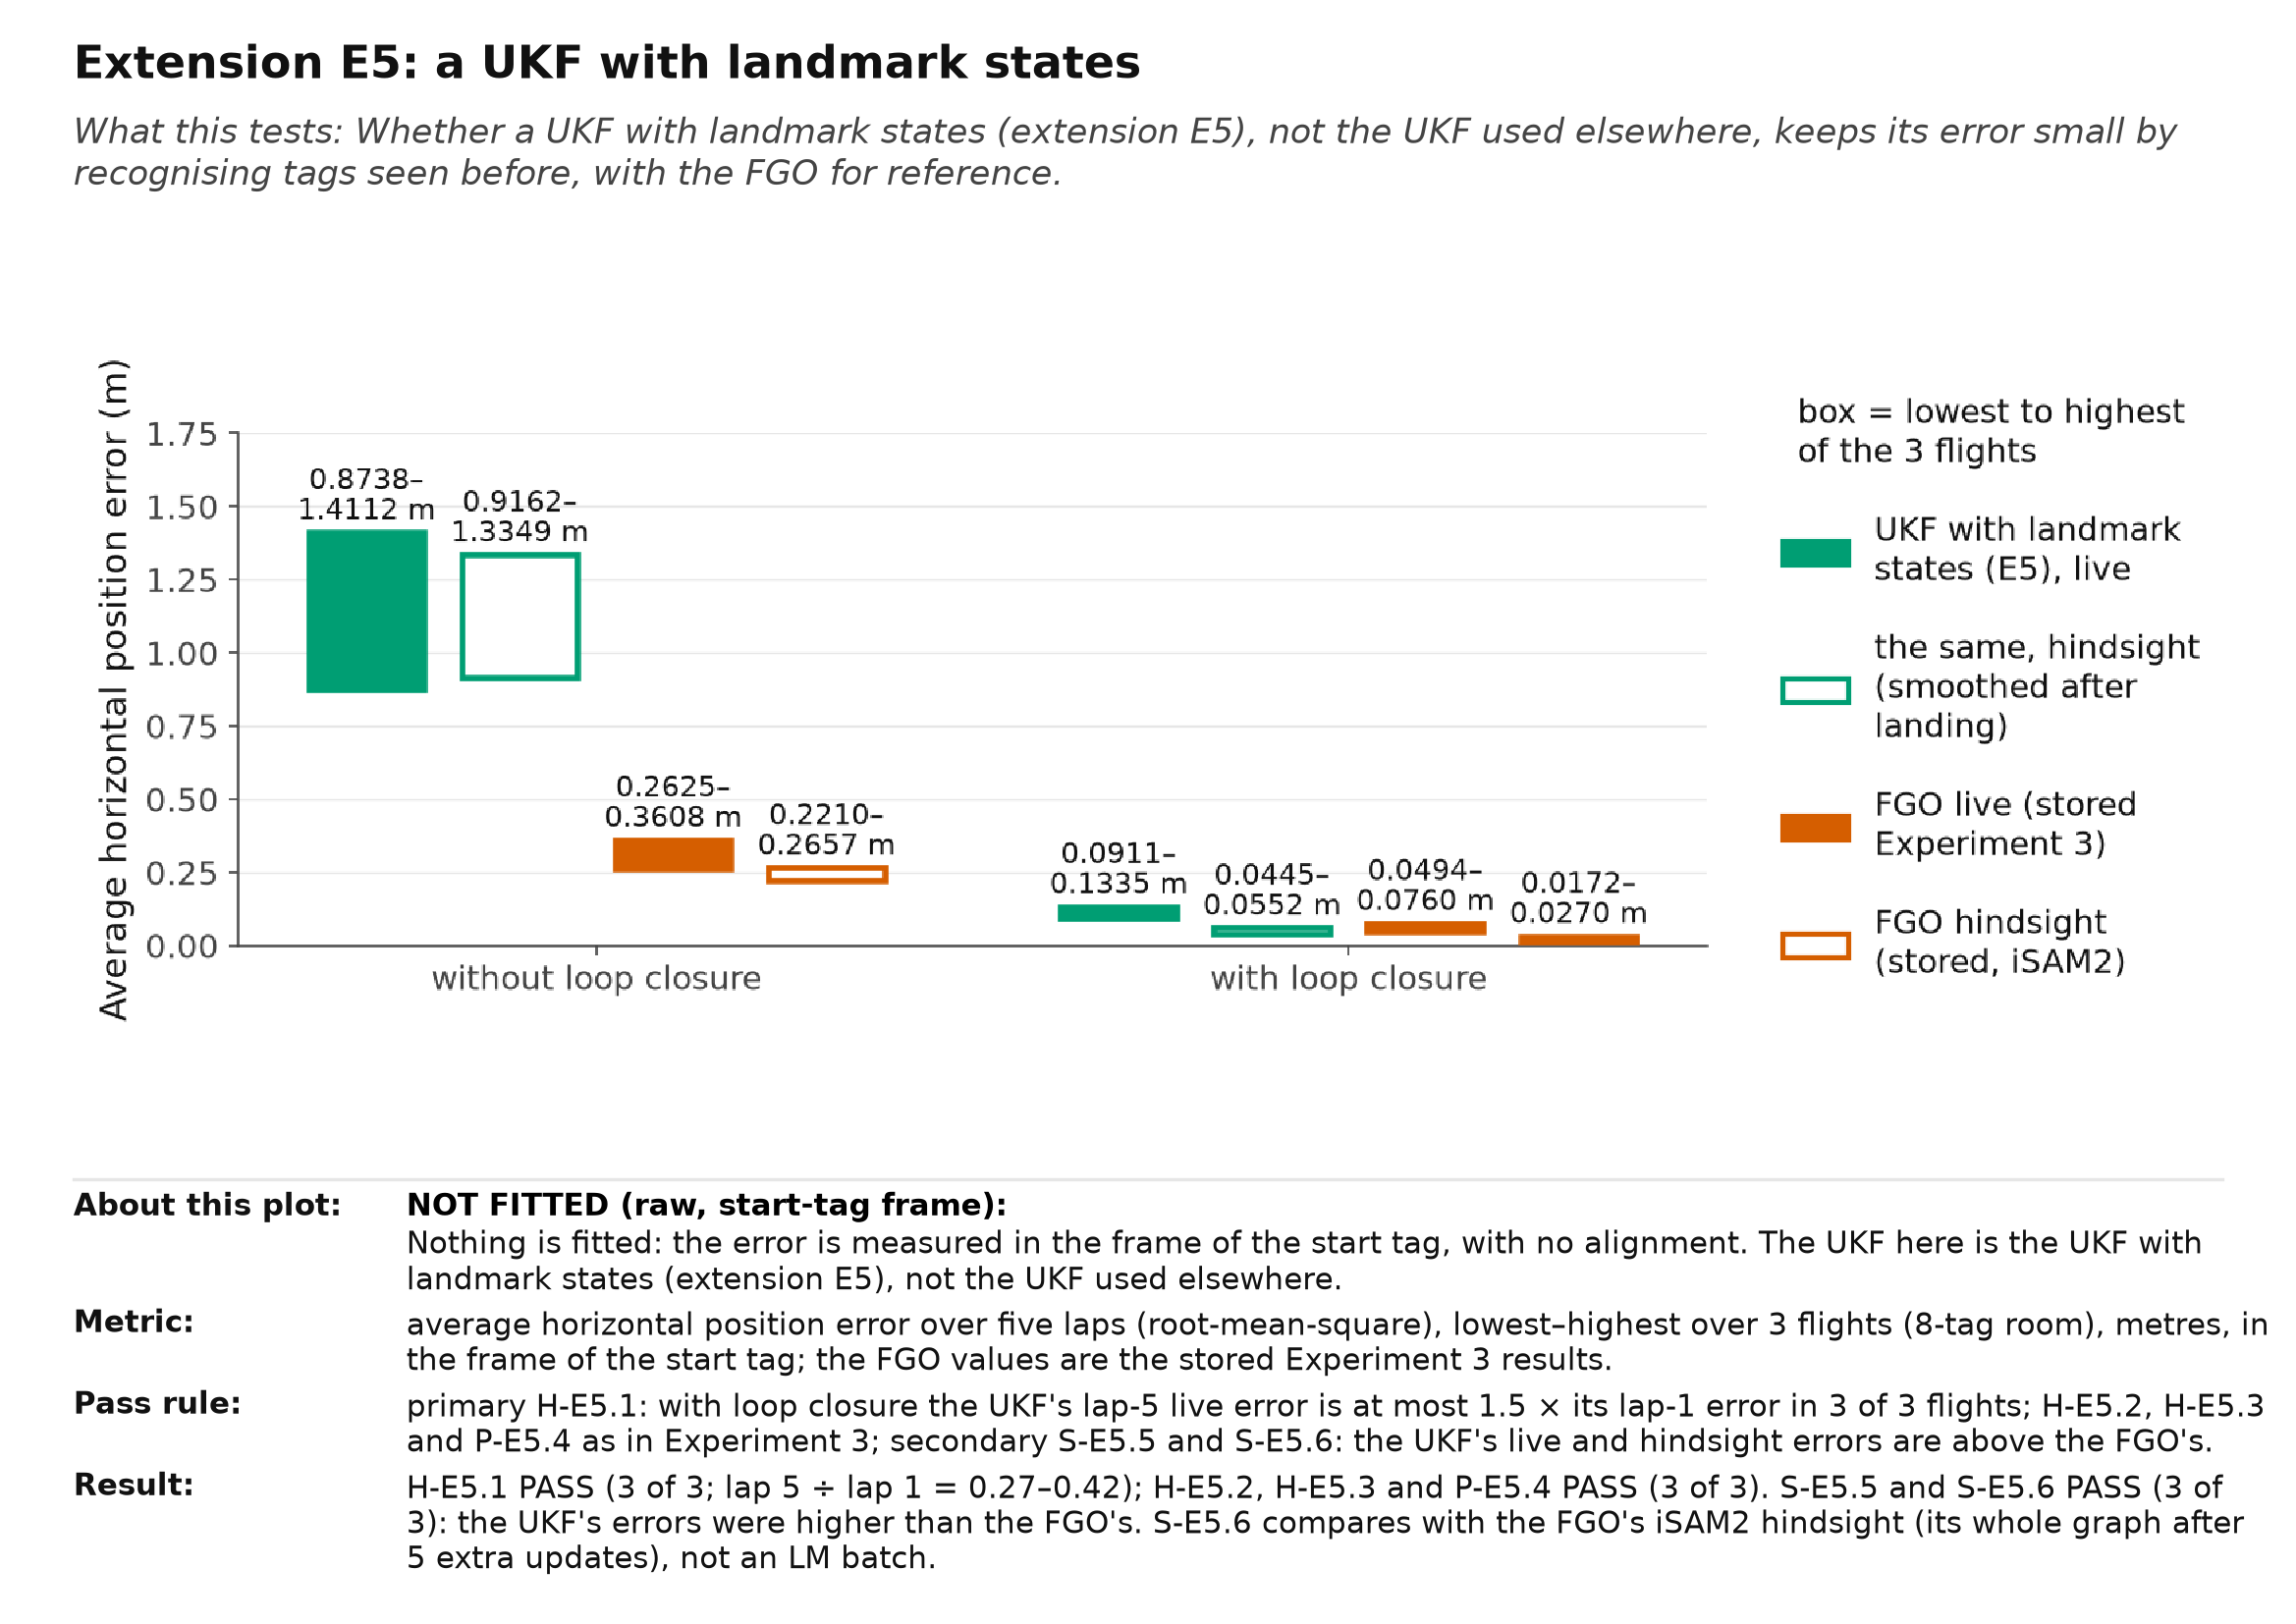 Extension E5: a UKF with landmark states
What this tests: Whether a UKF with landmark states (extension E5), not the UKF used elsewhere, keeps its error small by
recognising tags seen before, with the FGO for reference.
Average horizontal position error (m)
1.75
1.50
1.25
1.00
0.75
0.50
0.25
0.00
0.8738–
1.4112 m
0.9162–
1.3349 m
0.2625–
0.3608 m
0.2210–
0.2657 m
0.0911–
0.1335 m
0.0445–
0.0552 m
0.0494–
0.0760 m
0.0172–
0.0270 m
without loop closure
with loop closure
box = lowest to highest
of the 3 flights
UKF with landmark
states (E5), live
the same, hindsight
(smoothed after
landing)
FGO live (stored
Experiment 3)
FGO hindsight
(stored, iSAM2)
About this plot:
NOT FITTED (raw, start-tag frame):
Nothing is fitted: the error is measured in the frame of the start tag, with no alignment. The UKF here is the UKF with
landmark states (extension E5), not the UKF used elsewhere.
Metric:
average horizontal position error over five laps (root-mean-square), lowest–highest over 3 flights (8-tag room), metres, in
the frame of the start tag; the FGO values are the stored Experiment 3 results.
Pass rule:
primary H-E5.1: with loop closure the UKF's lap-5 live error is at most 1.5 × its lap-1 error in 3 of 3 flights; H-E5.2, H-E5.3
and P-E5.4 as in Experiment 3; secondary S-E5.5 and S-E5.6: the UKF's live and hindsight errors are above the FGO's.
Result:
H-E5.1 PASS (3 of 3; lap 5 ÷ lap 1 = 0.27–0.42); H-E5.2, H-E5.3 and P-E5.4 PASS (3 of 3). S-E5.5 and S-E5.6 PASS (3 of
3): the UKF's errors were higher than the FGO's. S-E5.6 compares with the FGO's iSAM2 hindsight (its whole graph after
5 extra updates), not an LM batch.